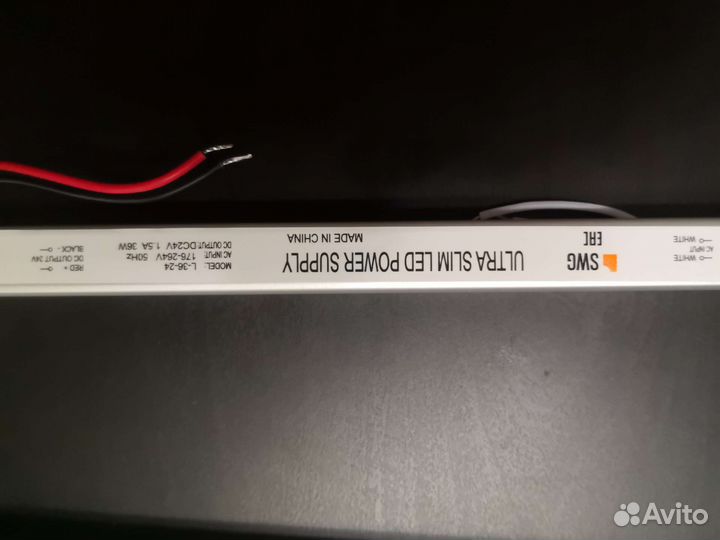 WHITE
AC INPUT
WHITE
SWG
EAC
ULTRA SLIM LED POWER SUPPLY
MADE IN CHINA
MODEL: L-36-24
AC INPUT: 176-264V 50Hz
DC OUTPUT:DC24V 1.5A 36W
RED +
DC OUTPUT 24V
BLACK -
Avito